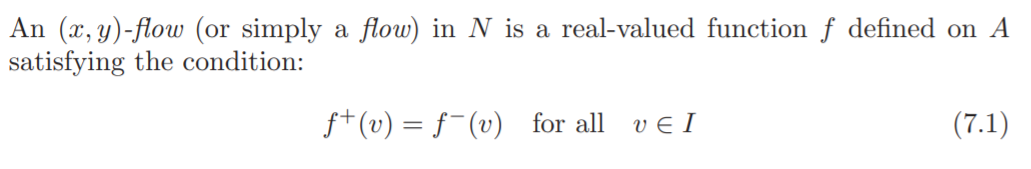 An (x, y)-flow (or simply a flow) in N is a real-valued function f defined on A
satisfying the condition:
f⁺(v) = f⁻(v) for all v ∈ I (7.1)